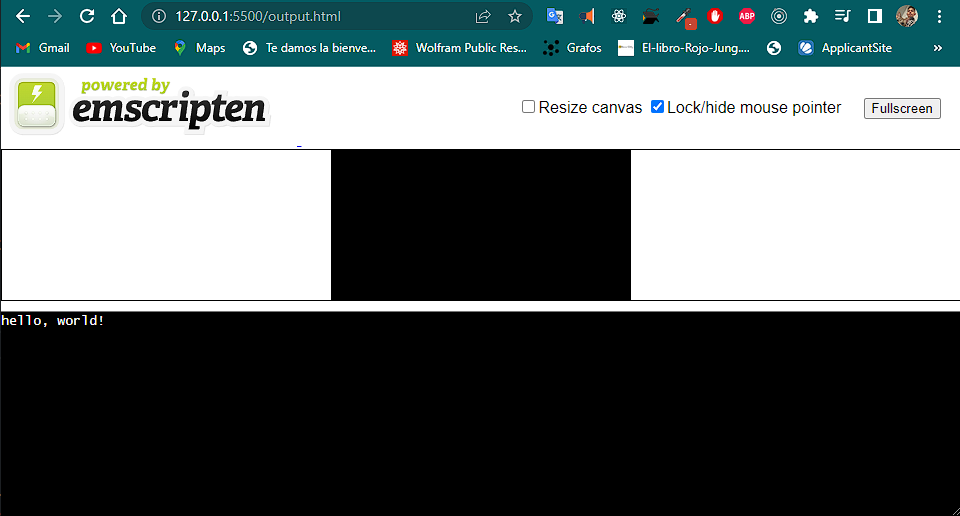 127.0.0.1:5500/output.html
ABP
Gmail YouTube Maps Te damos la bienve... Wolfram Public Res... Grafos El-libro-Rojo-Jung.... ApplicantSite »
powered by
emscripten
Resize canvas Lock/hide mouse pointer Fullscreen
hello, world!